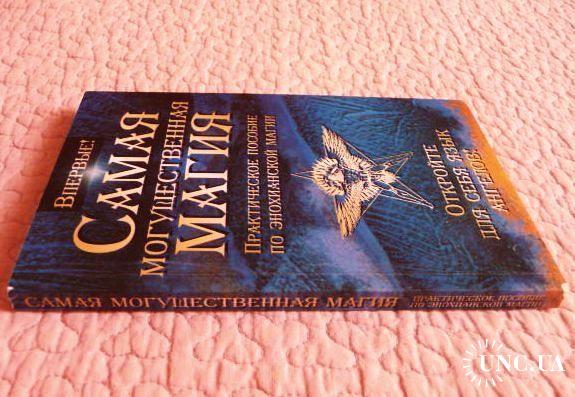 Впервые!
Самая
могущественная
магия
Практическое пособие
по энохианской магии
Откройте
для себя язык
ангелов!
САМАЯ МОГУЩЕСТВЕННАЯ МАГИЯ
ПРАКТИЧЕСКОЕ ПОСОБИЕ
ПО ЭНОХИАНСКОЙ МАГИИ
UNC.UA